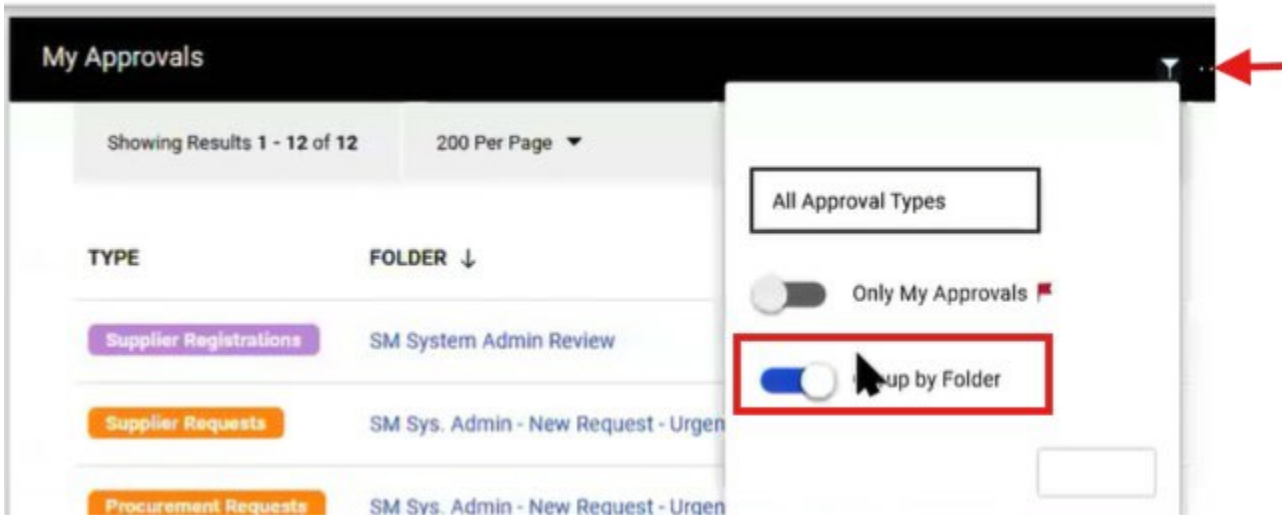 My Approvals
Showing Results 1 - 12 of 12
200 Per Page
All Approval Types
TYPE
FOLDER
Only My Approvals
Supplier Registrations
SM System Admin Review
up by Folder
Supplier Requests
SM Sys. Admin - New Request - Urgen
Procurement Requests
SM Sys. Admin - New Request - Urgen